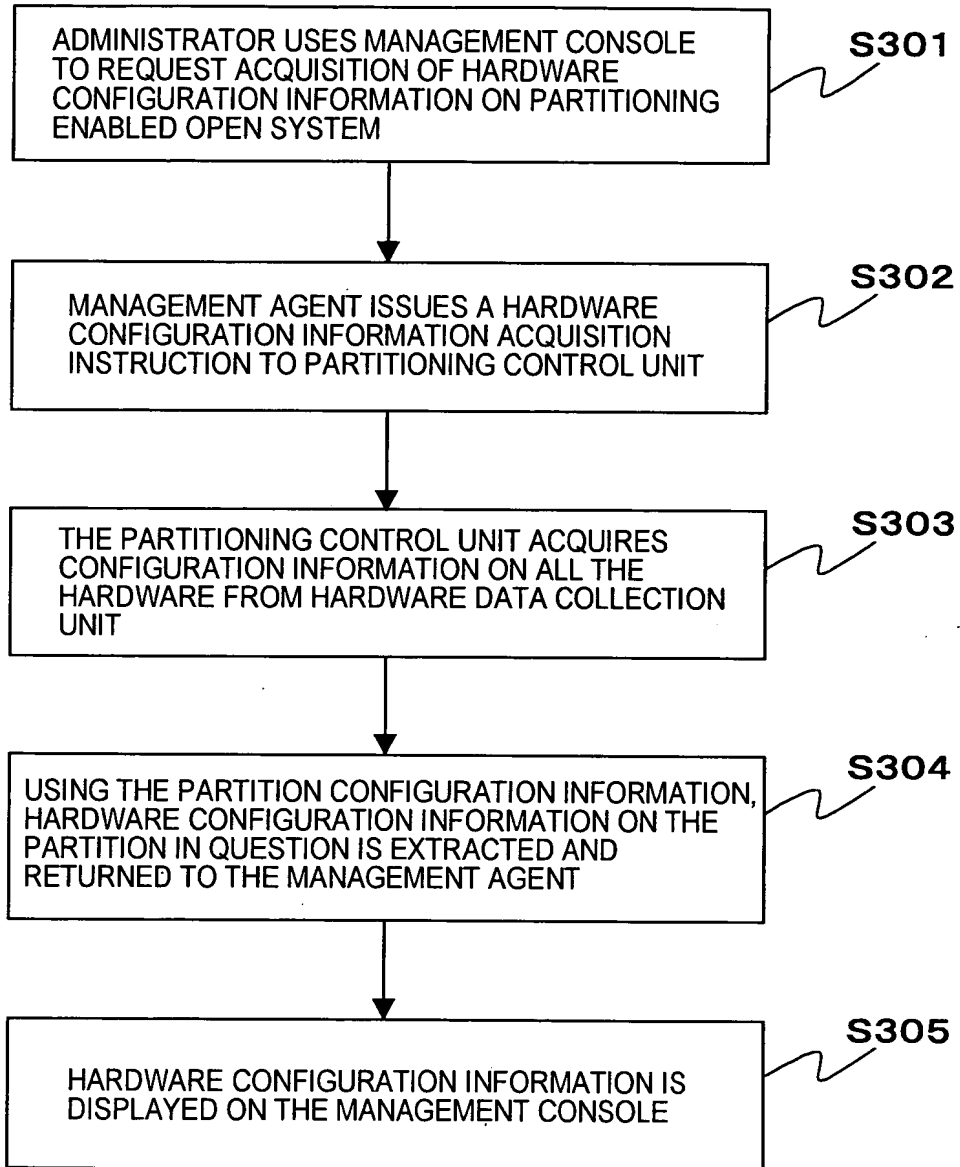 ADMINISTRATOR USES MANAGEMENT CONSOLE
TO REQUEST ACQUISITION OF HARDWARE
CONFIGURATION INFORMATION ON PARTITIONING
ENABLED OPEN SYSTEM
S301
MANAGEMENT AGENT ISSUES A HARDWARE
CONFIGURATION INFORMATION ACQUISITION
INSTRUCTION TO PARTITIONING CONTROL UNIT
S302
THE PARTITIONING CONTROL UNIT ACQUIRES
CONFIGURATION INFORMATION ON ALL THE
HARDWARE FROM HARDWARE DATA COLLECTION
UNIT
S303
USING THE PARTITION CONFIGURATION INFORMATION,
HARDWARE CONFIGURATION INFORMATION ON THE
PARTITION IN QUESTION IS EXTRACTED AND
RETURNED TO THE MANAGEMENT AGENT
S304
HARDWARE CONFIGURATION INFORMATION IS
DISPLAYED ON THE MANAGEMENT CONSOLE
S305